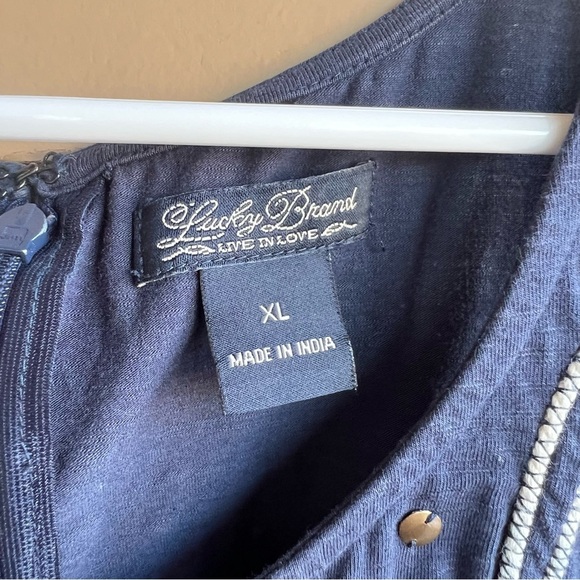 Lucky Brand
LIVE IN LOVE
XL
MADE IN INDIA